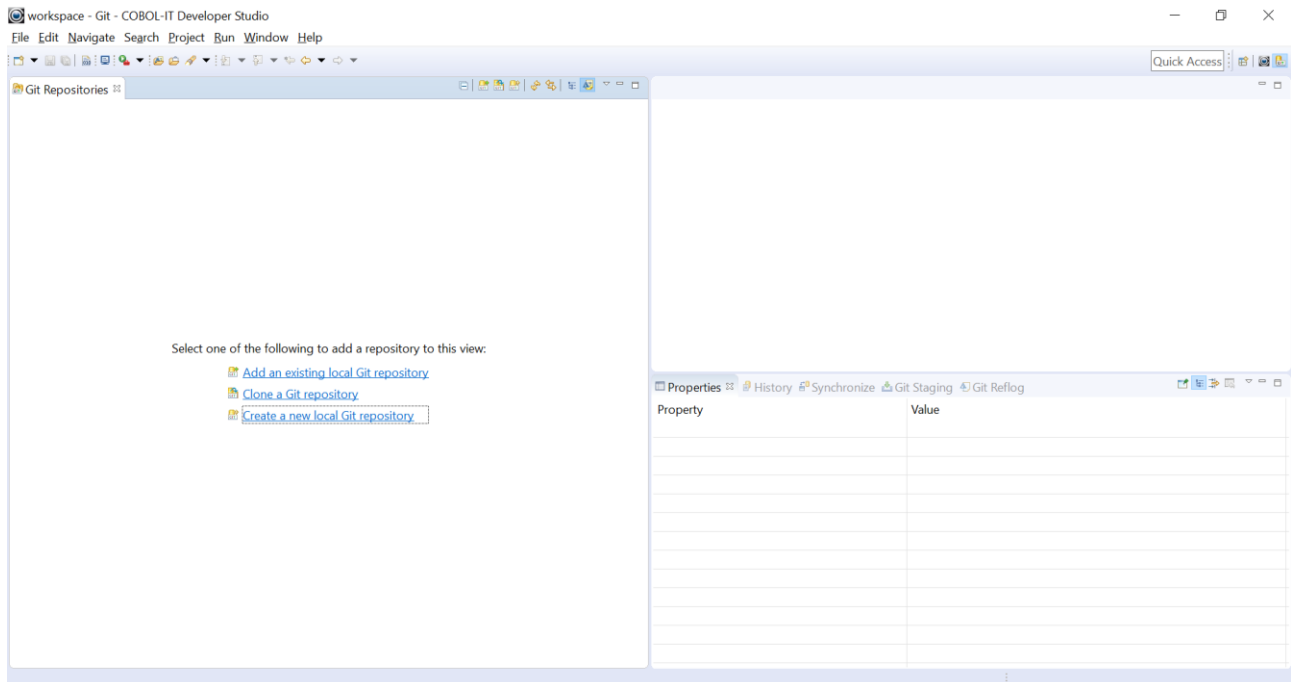 workspace - Git - COBOL-IT Developer Studio
File Edit Navigate Search Project Run Window Help
Quick Access
Git Repositories
Select one of the following to add a repository to this view:
Add an existing local Git repository
Clone a Git repository
Create a new local Git repository
Properties History Synchronize Git Staging Git Reflog
Property Value